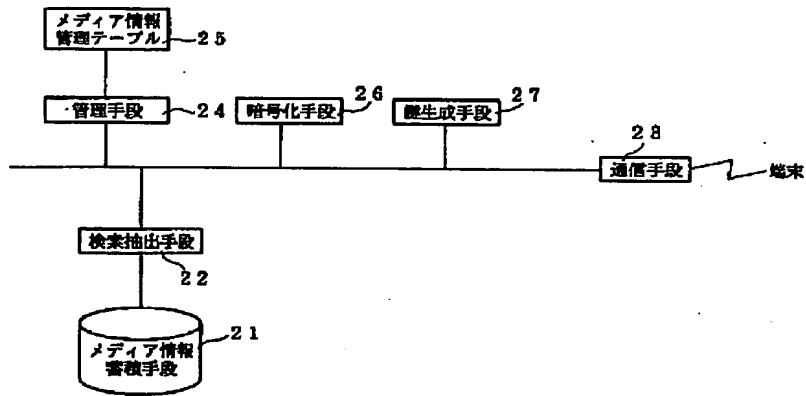 メディア情報
管理テーブル
25
管理手段
24
暗号化手段
26
鍵生成手段
27
28
通信手段
端末
検索抽出手段
22
メディア情報
蓄積手段
21